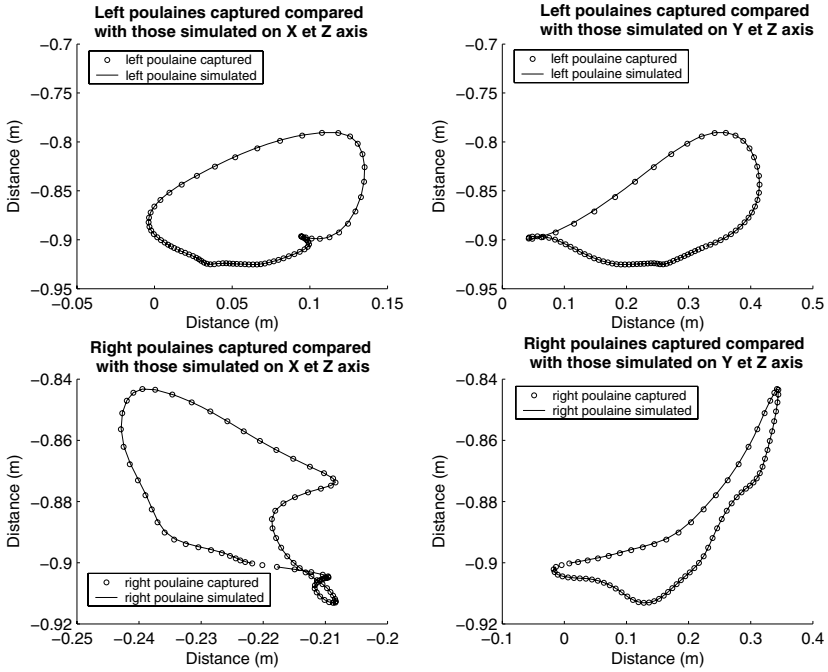 Left poulaines captured compared
with those simulated on X et Z axis
−0.7
left poulaine captured
left poulaine simulated
−0.8
−0.85
−0.9
−0.95
Distance (m)
−0.05
0
0.05
0.1
0.15
Distance (m)
Left poulaines captured compared
with those simulated on Y et Z axis
−0.7
left poulaine captured
left poulaine simulated
−0.8
−0.85
−0.9
−0.95
Distance (m)
0
0.1
0.2
0.3
0.4
0.5
Distance (m)
Right poulaines captured compared
with those simulated on X et Z axis
−0.84
−0.86
−0.88
−0.9
−0.92
Distance (m)
right poulaine captured
right poulaine simulated
−0.25
−0.24
−0.23
−0.22
−0.21
−0.2
Distance (m)
Right poulaines captured compared
with those simulated on Y et Z axis
−0.84
right poulaine captured
right poulaine simulated
−0.86
−0.88
−0.9
−0.92
Distance (m)
−0.1
0
0.1
0.2
0.3
0.4
Distance (m)